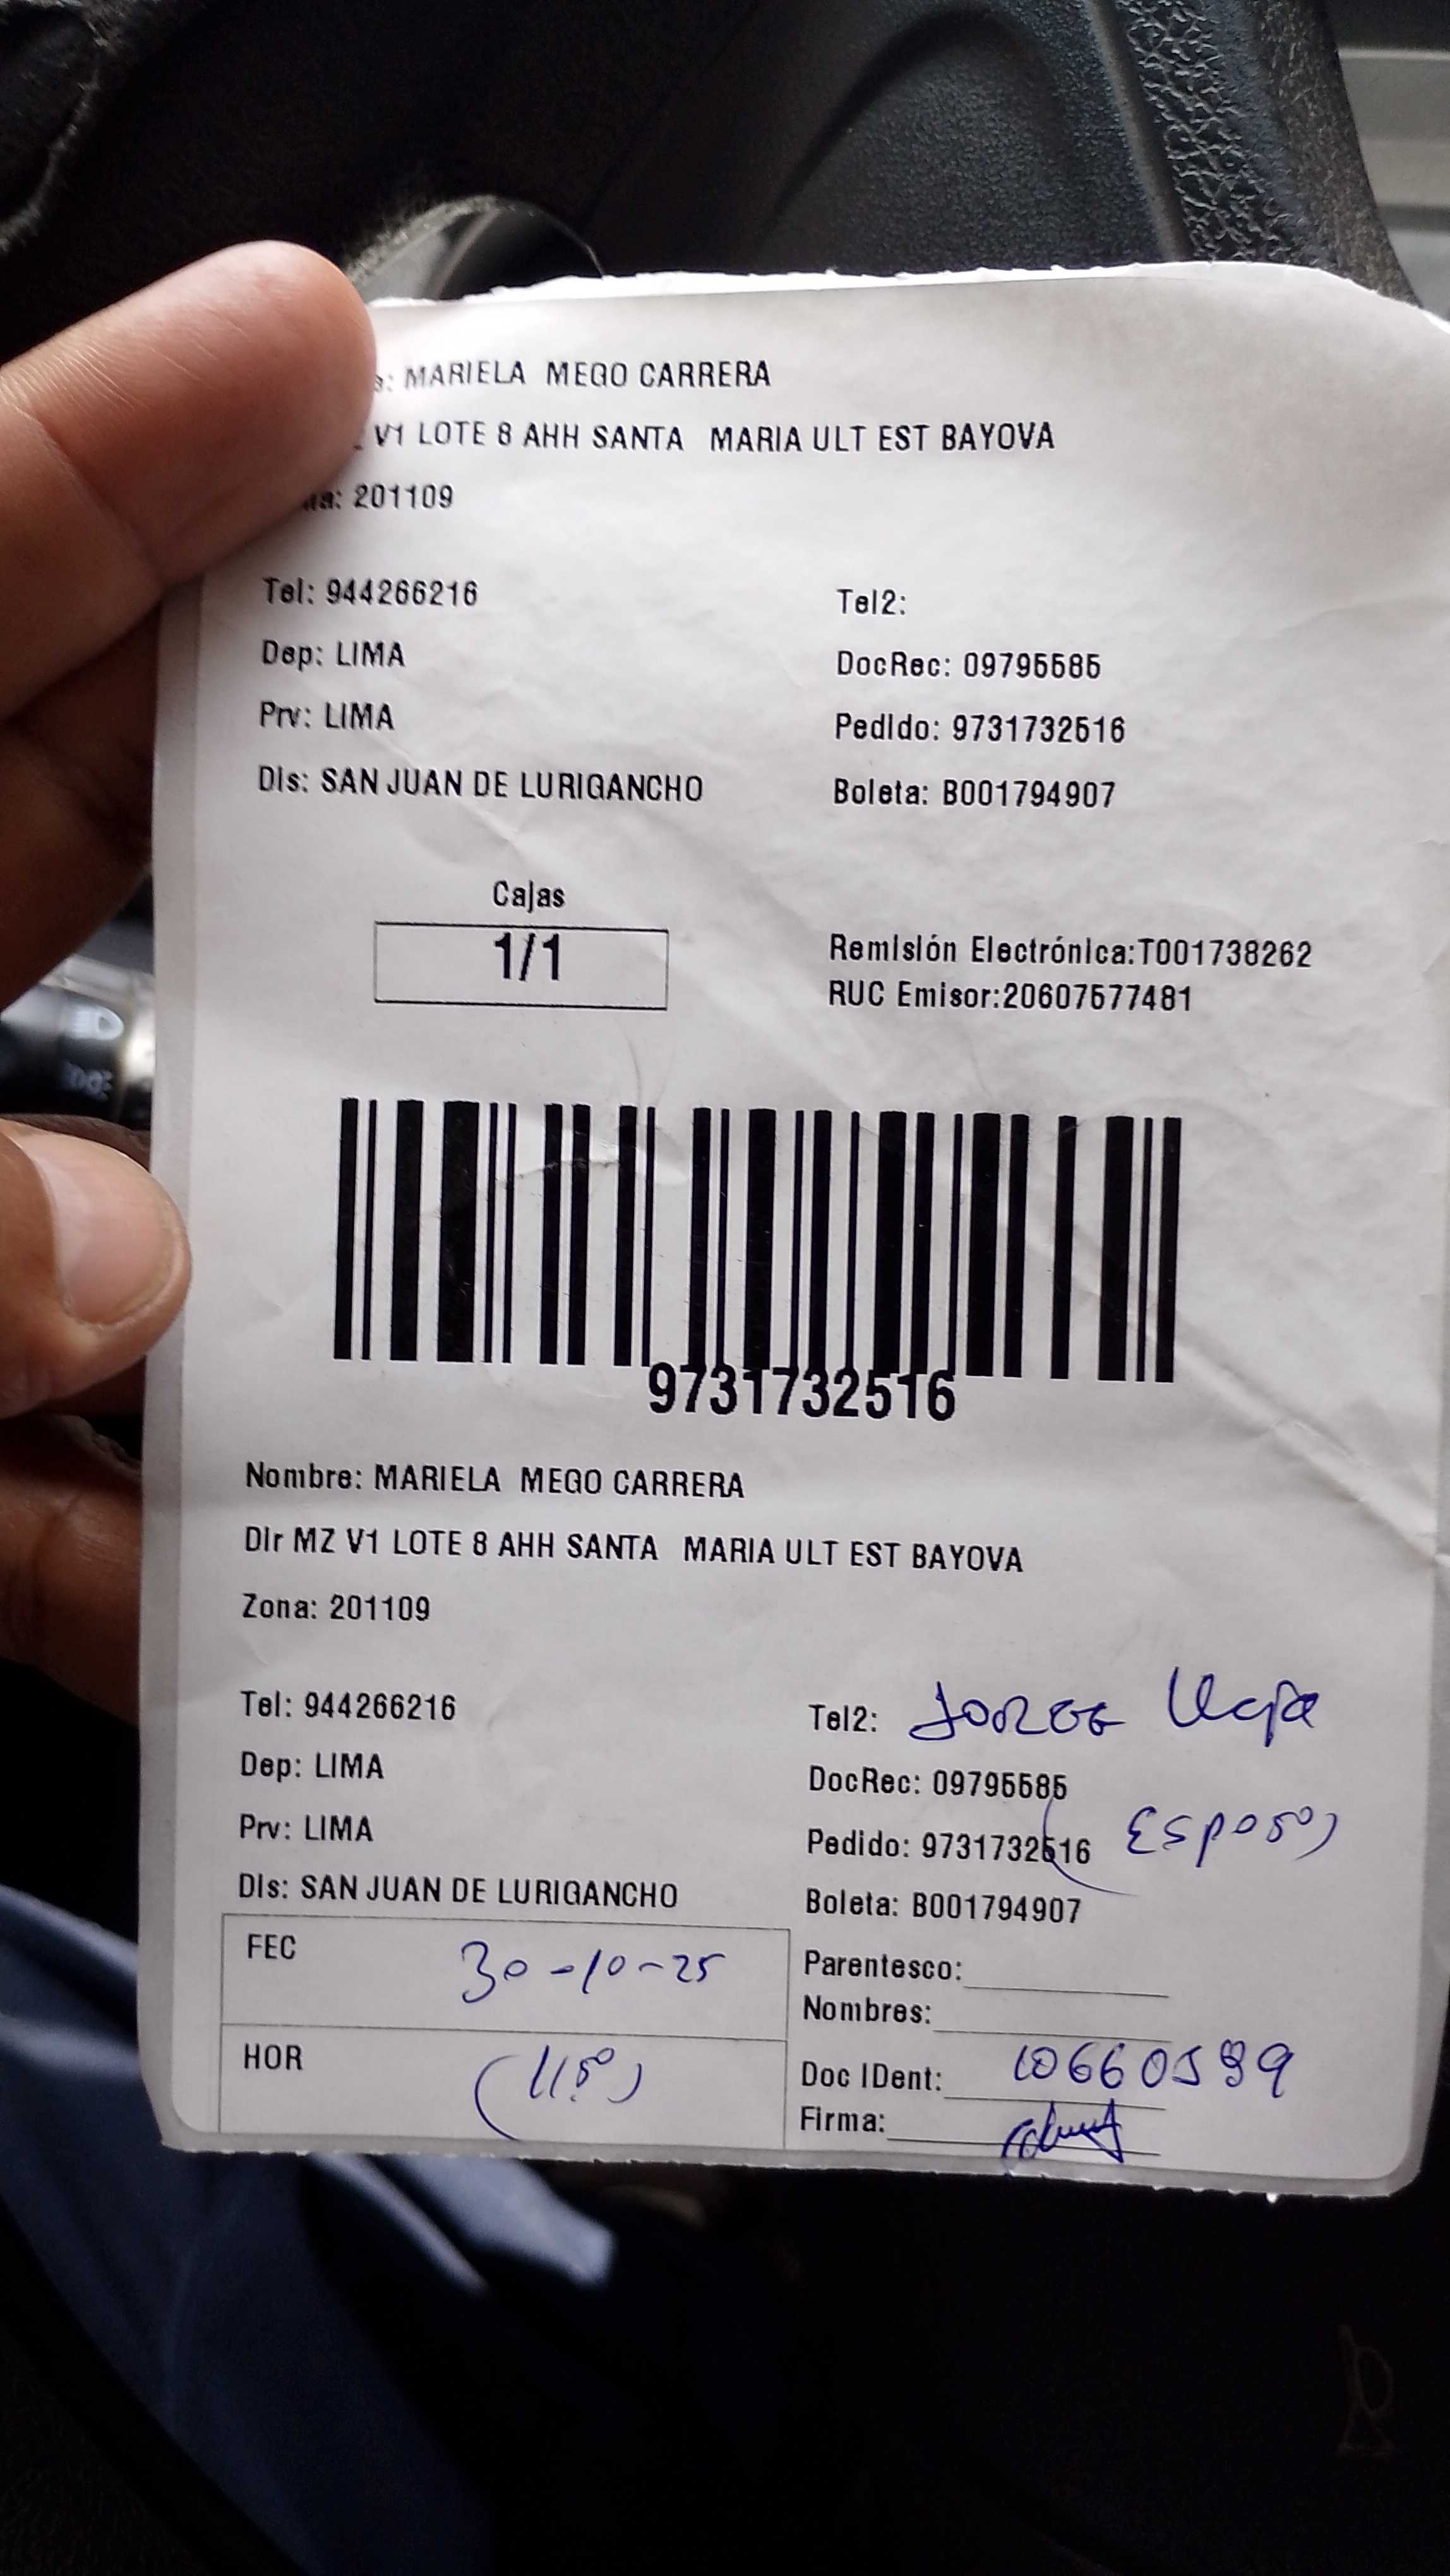 : MARIELA MEGO CARRERA
V1 LOTE 8 AHH SANTA MARIA ULT EST BAYOVA
201109
Tel: 944266216
Tel2:
Dep: LIMA
DocRec: 09795585
Prv: LIMA
Pedido: 9731732516
Dis: SAN JUAN DE LURIGANCHO
Boleta: B001794907
Cajas
1/1
Remisión Electrónica:T001738262
RUC Emisor:20607577481
9731732516
Nombre: MARIELA MEGO CARRERA
Dir MZ V1 LOTE 8 AHH SANTA MARIA ULT EST BAYOVA
Zona: 201109
Tel: 944266216
Tel2: JORGE
Dep: LIMA
DocRec: 09795585
Prv: LIMA
Pedido: 9731732516
(Esposo)
Dis: SAN JUAN DE LURIGANCHO
Boleta: B001794907
FEC 30-10-25
Parentesco:
Nombres:
HOR
Doc IDent: 10660599
Firma: